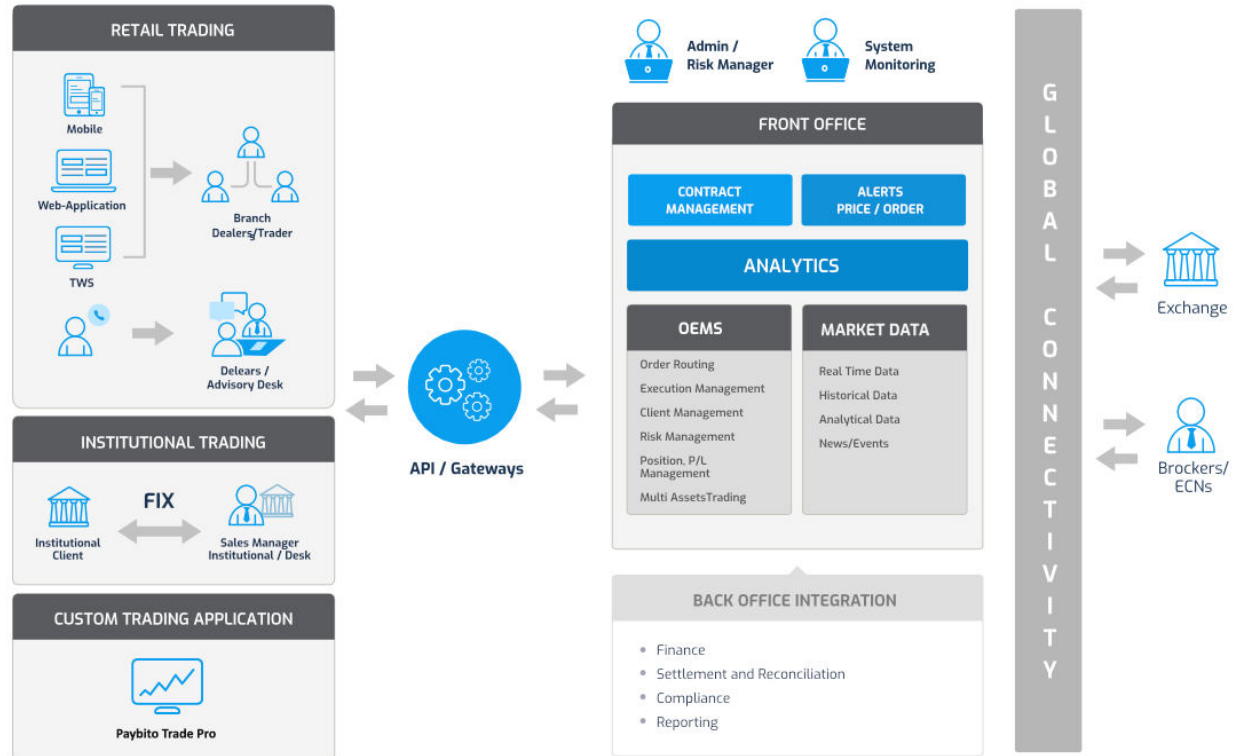 RETAIL TRADING
Mobile
Web-Application
TWS
Branch
Dealers/Trader
Delears /
Advisory Desk
INSTITUTIONAL TRADING
Institutional
Client
FIX
Sales Manager
Institutional / Desk
CUSTOM TRADING APPLICATION
Paybito Trade Pro
API / Gateways
Admin /
Risk Manager
System
Monitoring
FRONT OFFICE
CONTRACT
MANAGEMENT
ALERTS
PRICE / ORDER
ANALYTICS
OEMS
Order Routing
Execution Management
Client Management
Risk Management
Position, P/L
Management
Multi AssetsTrading
MARKET DATA
Real Time Data
Historical Data
Analytical Data
News/Events
BACK OFFICE INTEGRATION
Finance
Settlement and Reconciliation
Compliance
Reporting
GLOBAL CONNECTIVITY
Exchange
Brockers/
ECNs